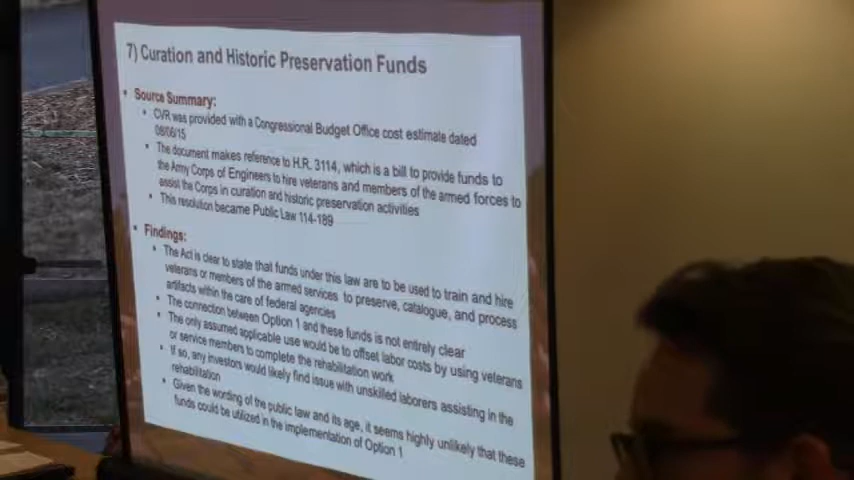 7) Curation and Historic Preservation Funds
• Source Summary:
• CVR was provided with a Congressional Budget Office cost estimate dated
08/06/15
• The document makes reference to H.R. 3114, which is a bill to provide funds to
the Army Corps of Engineers to hire veterans and members of the armed forces to
assist the Corps in curation and historic preservation activities
• This resolution became Public Law 114-189
• Findings:
• The Act is clear to state that funds under this law are to be used to train and hire
veterans or members of the armed services to preserve, catalogue, and process
artifacts within the care of federal agencies
• The connection between Option 1 and these funds is not entirely clear
• The only assumed applicable use would be to offset labor costs by using veterans
or service members to complete the rehabilitation work
• If so, any investors would likely find issue with unskilled laborers assisting in the
rehabilitation
• Given the wording of the public law and its age, it seems highly unlikely that these
funds could be utilized in the implementation of Option 1